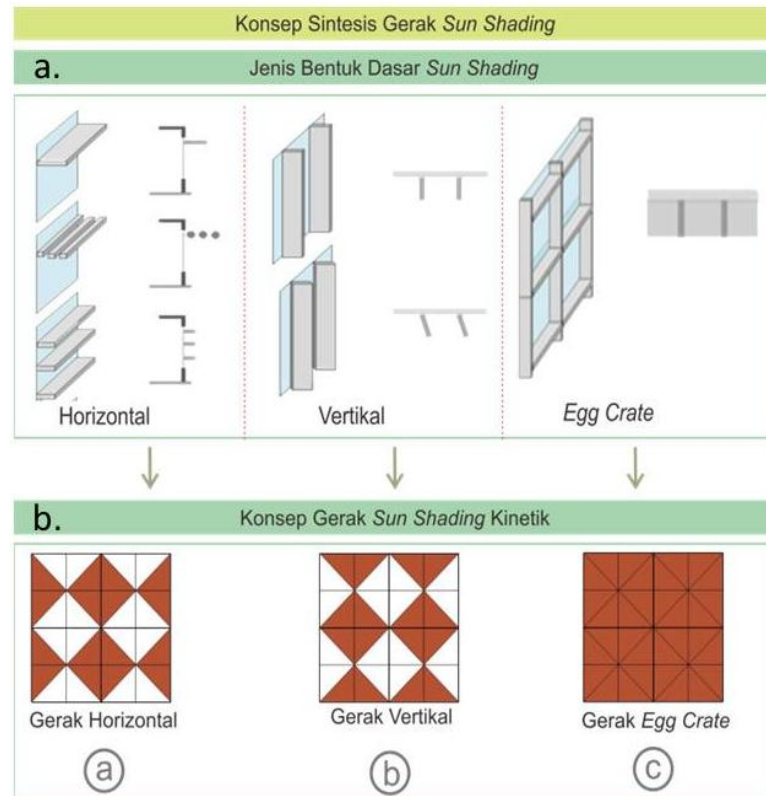 Konsep Sintesis Gerak Sun Shading
a. Jenis Bentuk Dasar Sun Shading
Horizontal Vertikal Egg Crate
b. Konsep Gerak Sun Shading Kinetik
Gerak Horizontal Gerak Vertikal Gerak Egg Crate
a b c